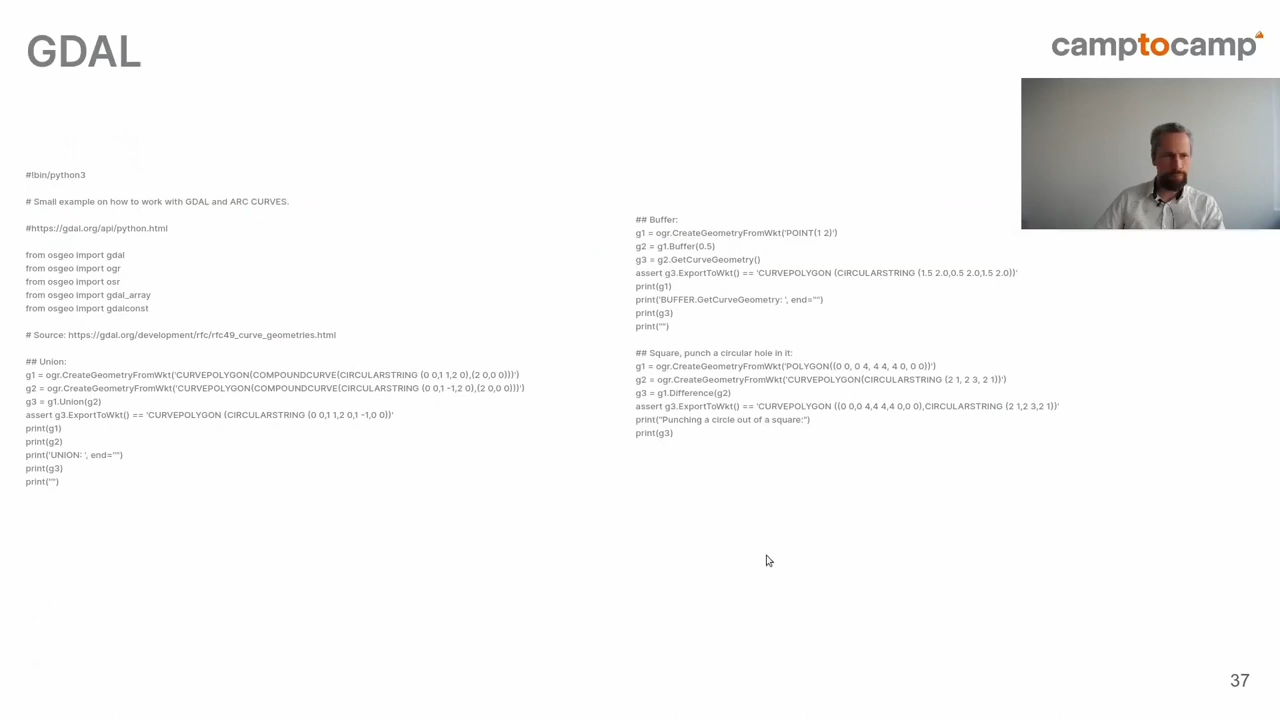 GDAL
camptocamp
#!bin/python3
# Small example on how to work with GDAL and ARC CURVES.
#https://gdal.org/api/python.html
from osgeo import gdal
from osgeo import ogr
from osgeo import osr
from osgeo import gdal_array
from osgeo import gdalconst
# Source: https://gdal.org/development/rfc/rfc49_curve_geometries.html
## Union:
g1 = ogr.CreateGeometryFromWkt('CURVEPOLYGON(COMPOUNDCURVE(CIRCULARSTRING (0 0,1 1,2 0),(2 0,0 0)))')
g2 = ogr.CreateGeometryFromWkt('CURVEPOLYGON(COMPOUNDCURVE(CIRCULARSTRING (0 0,1 -1,2 0),(2 0,0 0)))')
g3 = g1.Union(g2)
assert g3.ExportToWkt() == 'CURVEPOLYGON (CIRCULARSTRING (0 0,1 1,2 0,1 -1,0 0))'
print(g1)
print(g2)
print('UNION: ', end="")
print(g3)
print("")
## Buffer:
g1 = ogr.CreateGeometryFromWkt('POINT(1 2)')
g2 = g1.Buffer(0.5)
g3 = g2.GetCurveGeometry()
assert g3.ExportToWkt() == 'CURVEPOLYGON (CIRCULARSTRING (1.5 2.0,0.5 2.0,1.5 2.0))'
print(g1)
print('BUFFER.GetCurveGeometry: ', end="")
print(g3)
print("")
## Square, punch a circular hole in it:
g1 = ogr.CreateGeometryFromWkt('POLYGON((0 0, 0 4, 4 4, 4 0, 0 0))')
g2 = ogr.CreateGeometryFromWkt('CURVEPOLYGON(CIRCULARSTRING (2 1, 2 3, 2 1))')
g3 = g1.Difference(g2)
assert g3.ExportToWkt() == 'CURVEPOLYGON ((0 0,0 4,4 4,4 0,0 0),CIRCULARSTRING (2 1,2 3,2 1))'
print("Punching a circle out of a square:")
print(g3)
37